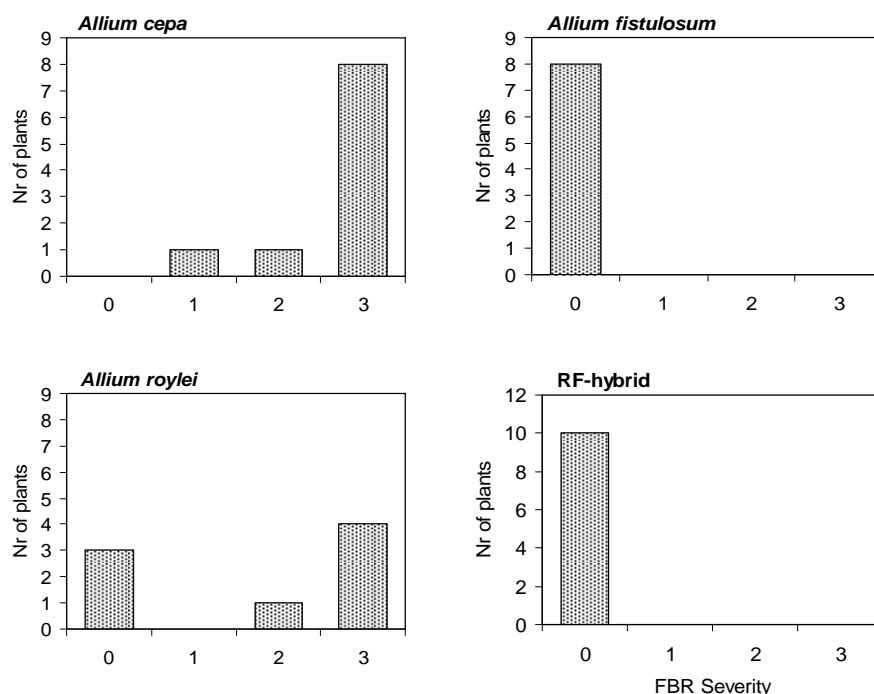 Allium cepa
9
8
7
6
5
4
3
2
1
0
Nr of plants
0 1 2 3
Allium fistulosum
9
8
7
6
5
4
3
2
1
0
Nr of plants
0 1 2 3
Allium roylei
9
8
7
6
5
4
3
2
1
0
Nr of plants
0 1 2 3
RF-hybrid
12
10
8
6
4
2
0
Nr of plants
0 1 2 3
FBR Severity